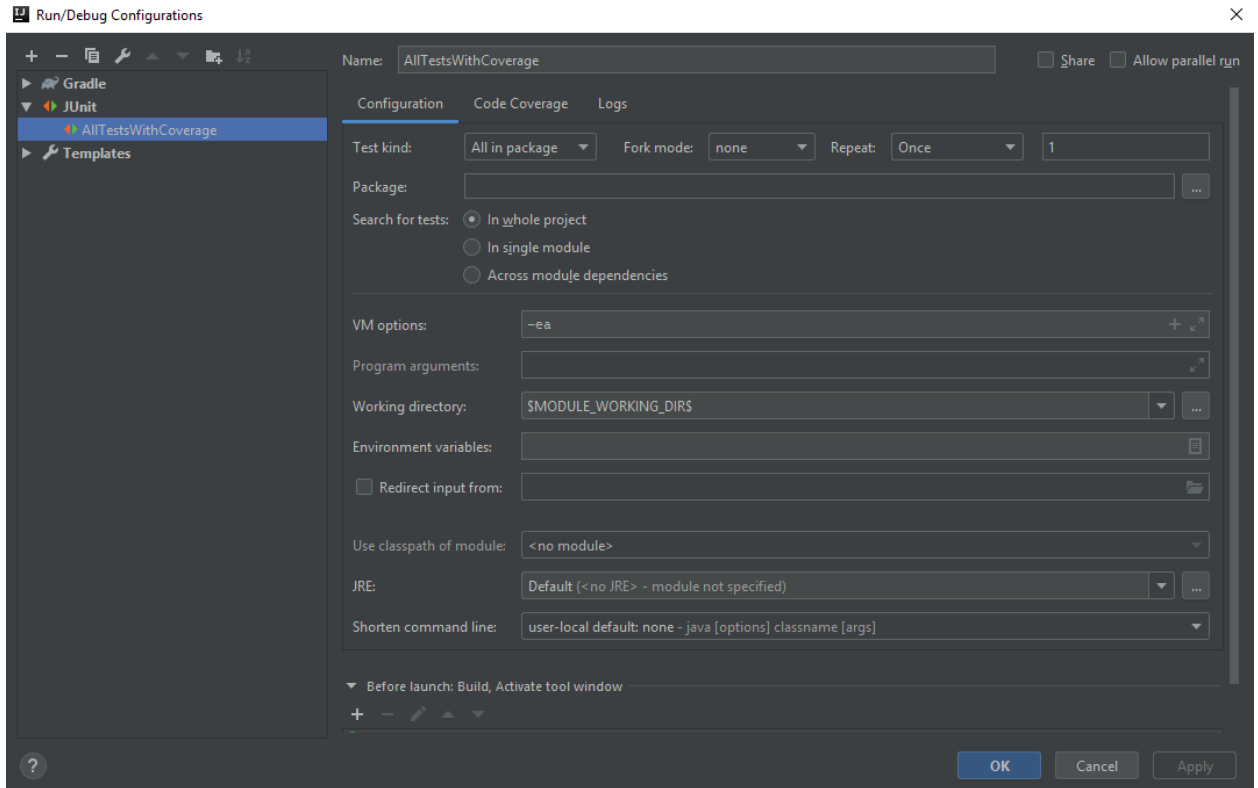 Run/Debug Configurations
Name: AllTestsWithCoverage Share Allow parallel run
Gradle
JUnit
AllTestsWithCoverage
Templates
Configuration Code Coverage Logs
Test kind: All in package Fork mode: none Repeat: Once 1
Package: ...
Search for tests: In whole project
In single module
Across module dependencies
VM options: -ea
Program arguments:
Working directory: $MODULE_WORKING_DIR$ ...
Environment variables:
Redirect input from:
Use classpath of module: <no module>
JRE: Default (<no JRE> - module not specified) ...
Shorten command line: user-local default: none - java [options] classname [args]
Before launch: Build, Activate tool window
? OK Cancel Apply